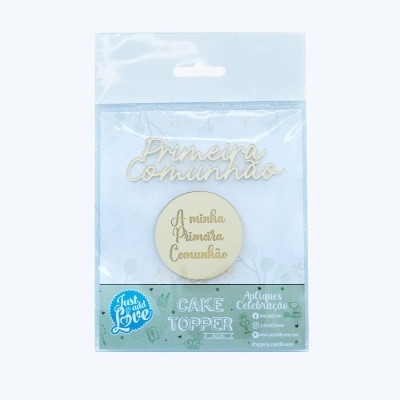 Primeira
Comunhão
A minha
Primeira
Comunhão
Just
add
Love
CAKE
TOPPER
Apliques
Celebração